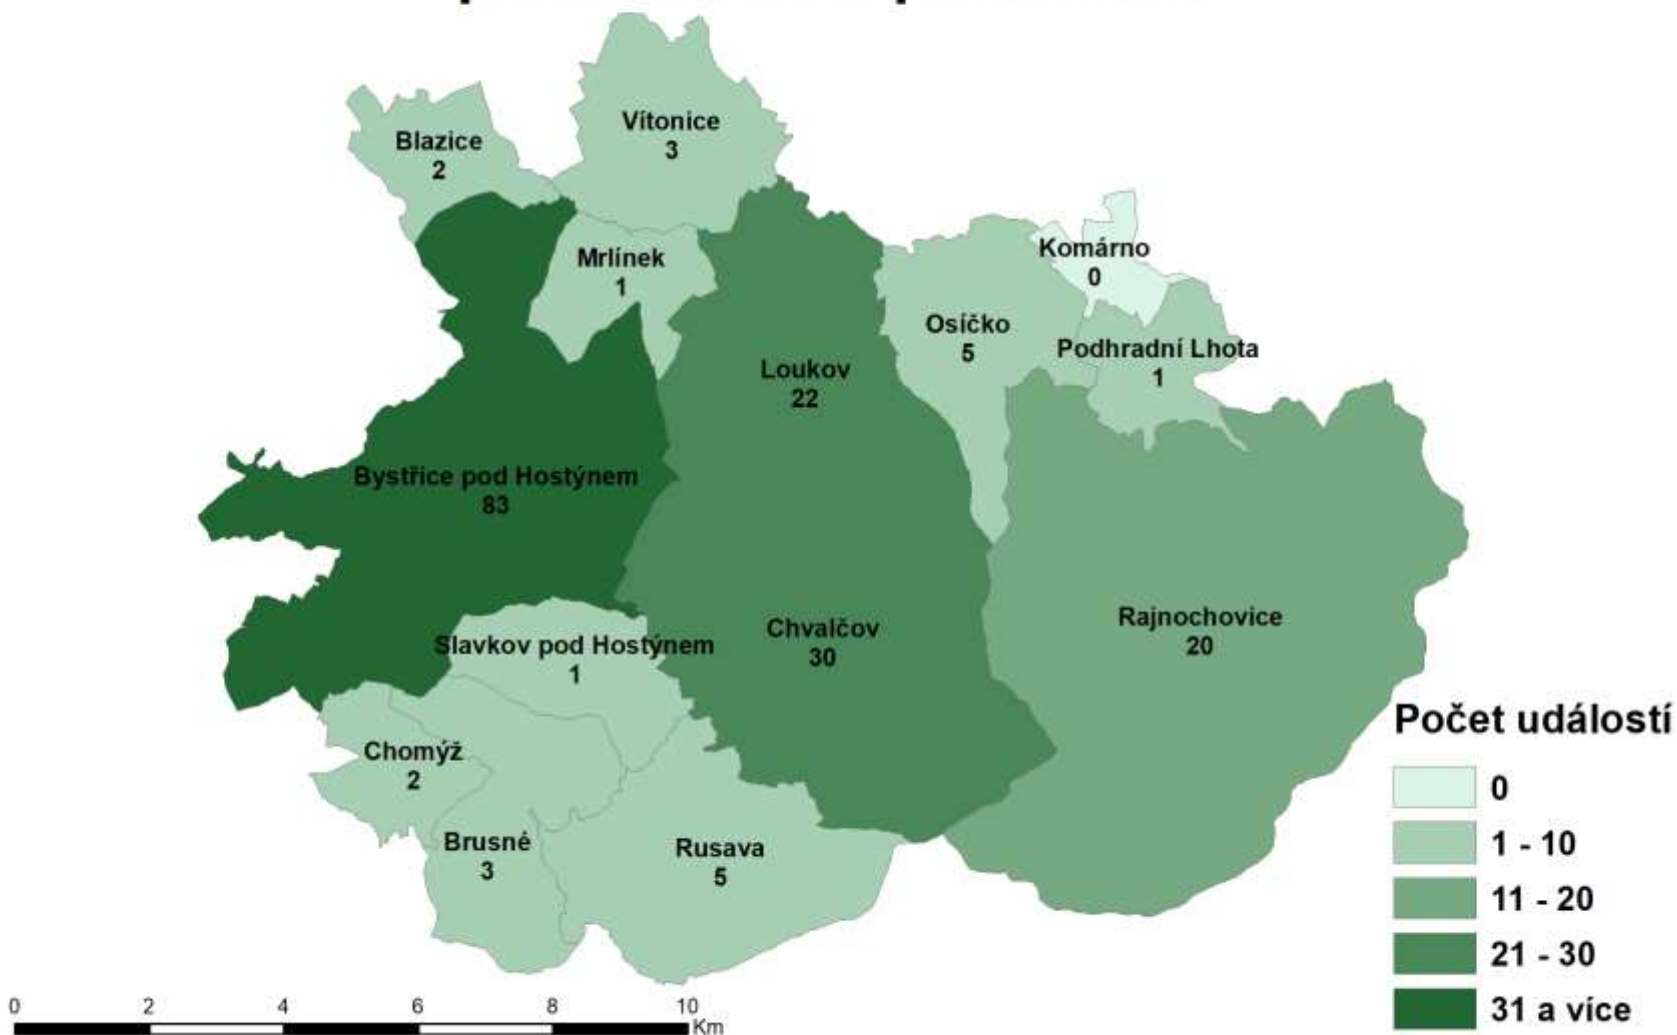 Vítonice
3
Blazice
2
Komárno
0
Mrlínek
1
Osíčko
5
Podhradní Lhota
1
Loukov
22
Bystřice pod Hostýnem
83
Rajnochovice
20
Chvalčov
30
Slavkov pod Hostýnem
1
Chomýž
2
Brusné
3
Rusava
5
Počet událostí
0
1 - 10
11 - 20
21 - 30
31 a více
0 2 4 6 8 10
Km